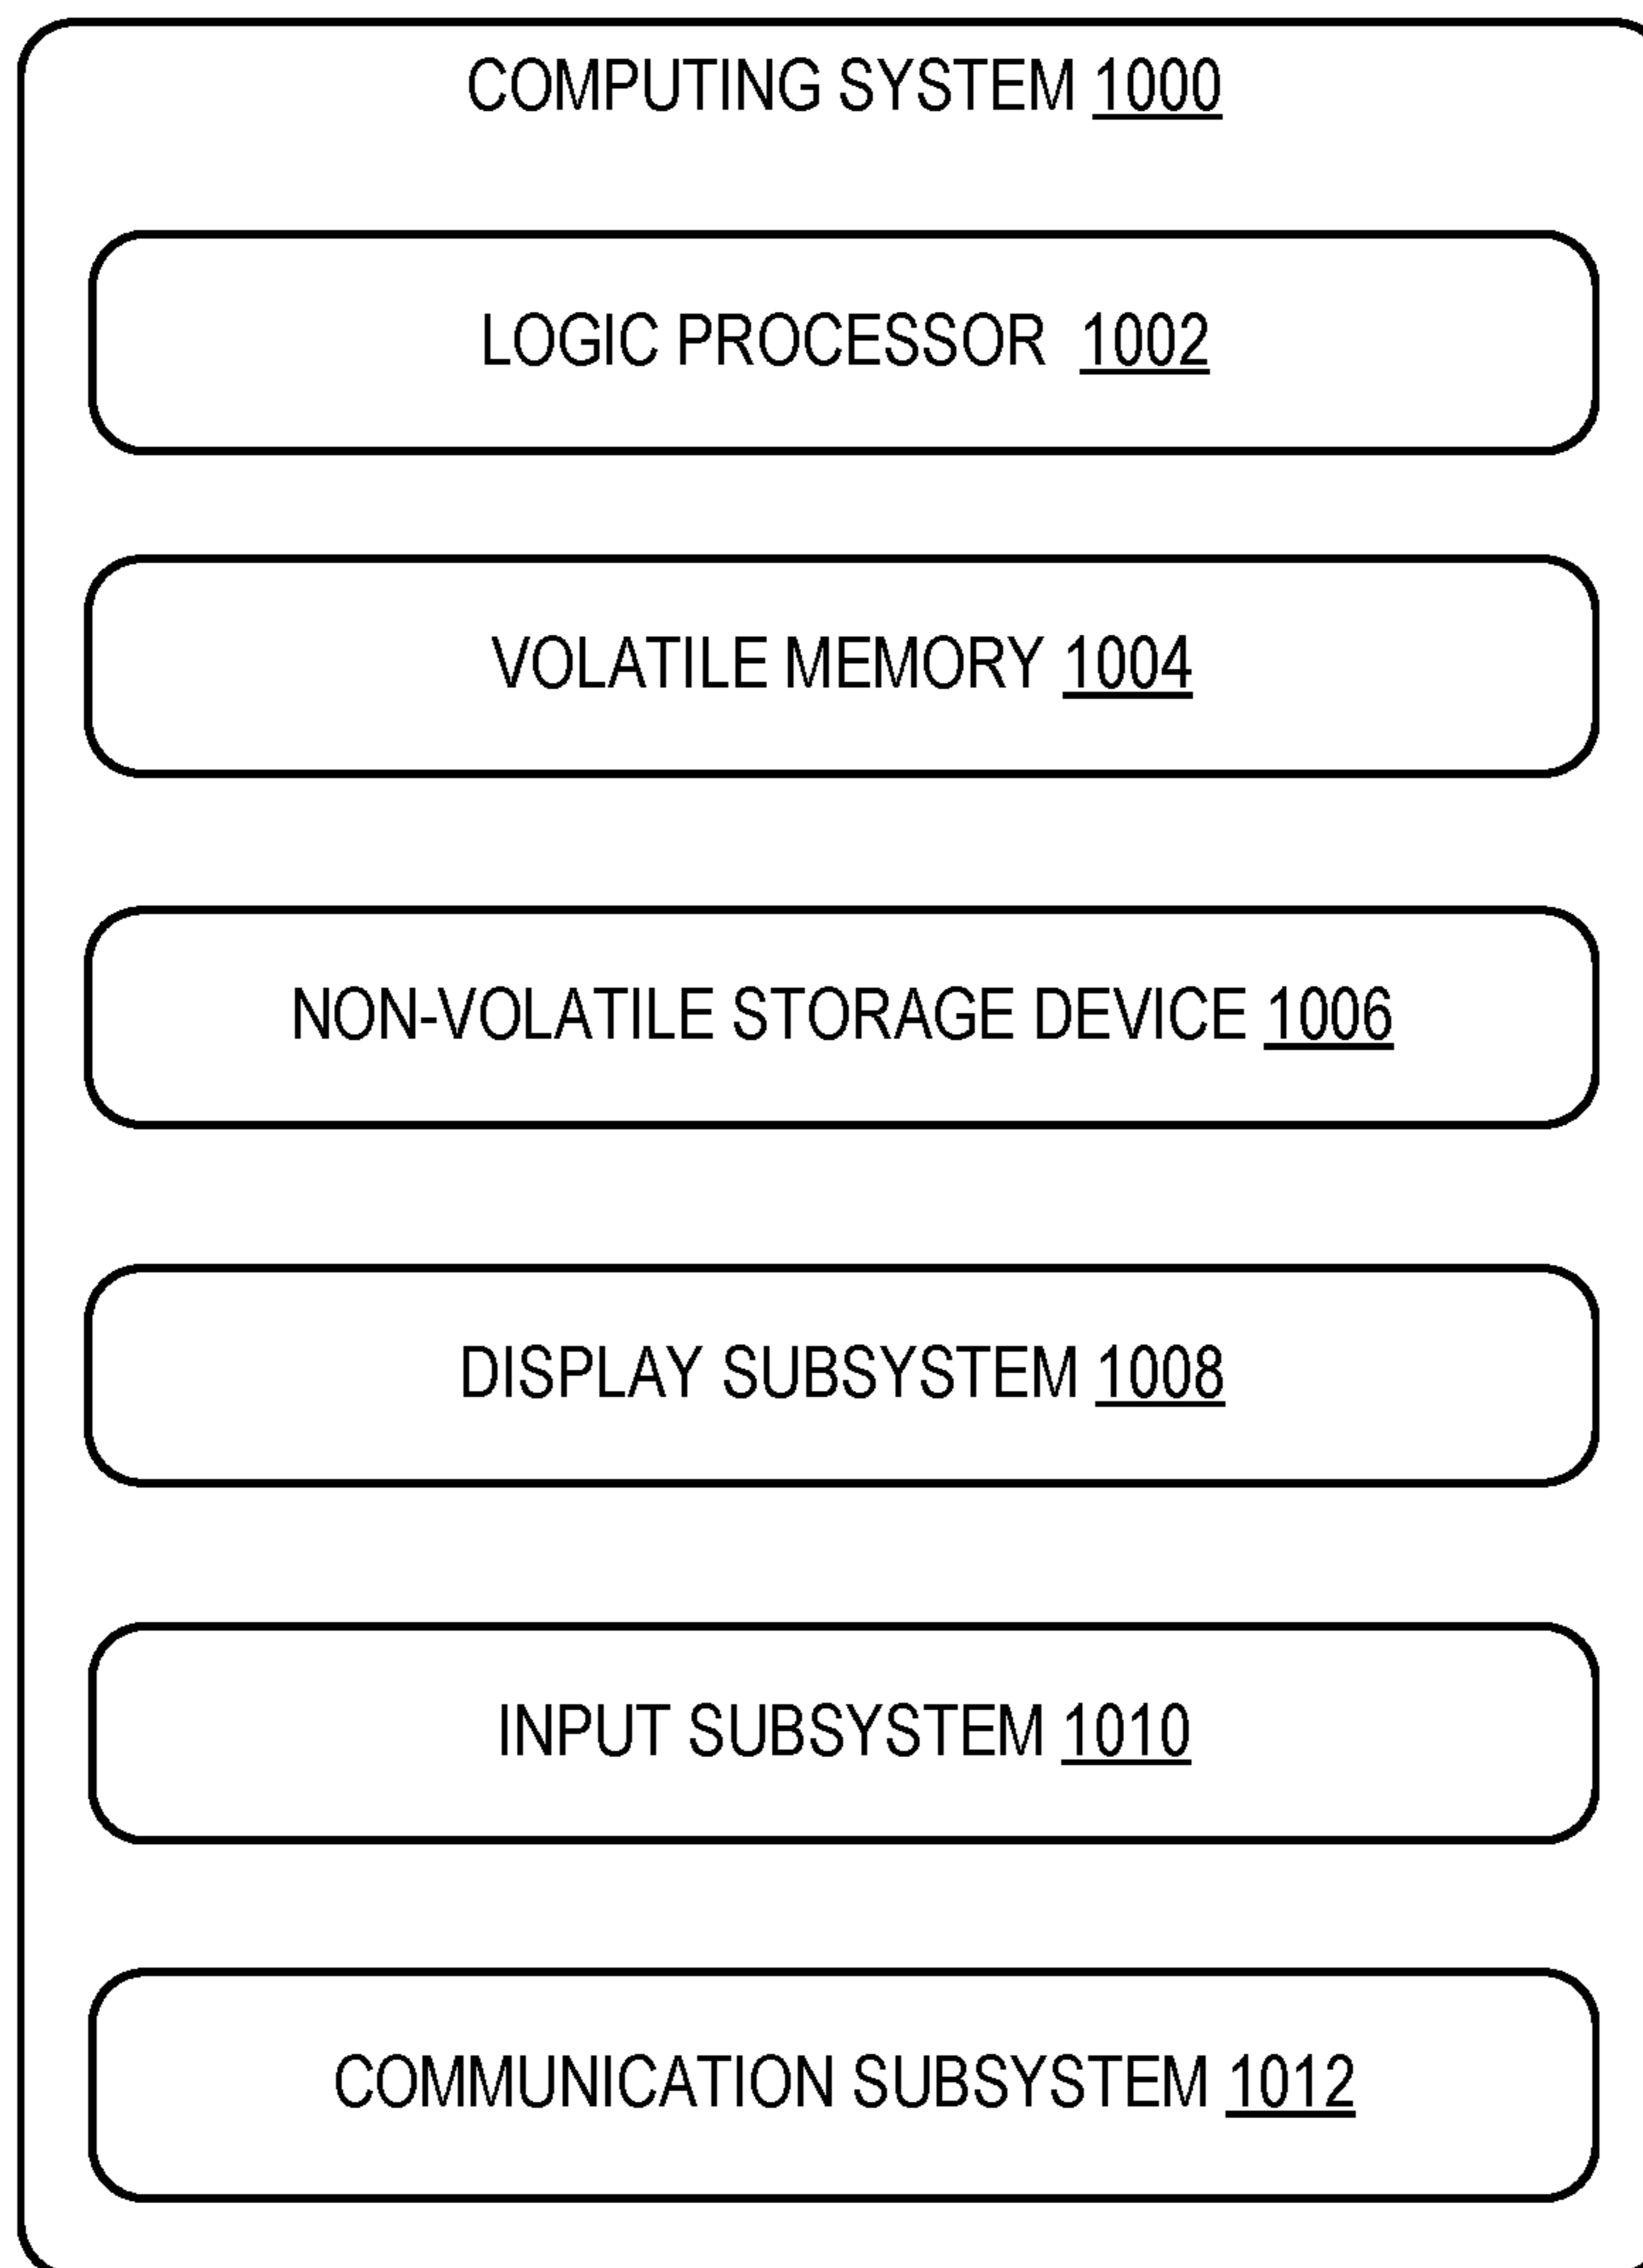 COMPUTING SYSTEM 1000
LOGIC PROCESSOR 1002
VOLATILE MEMORY 1004
NON-VOLATILE STORAGE DEVICE 1006
DISPLAY SUBSYSTEM 1008
INPUT SUBSYSTEM 1010
COMMUNICATION SUBSYSTEM 1012